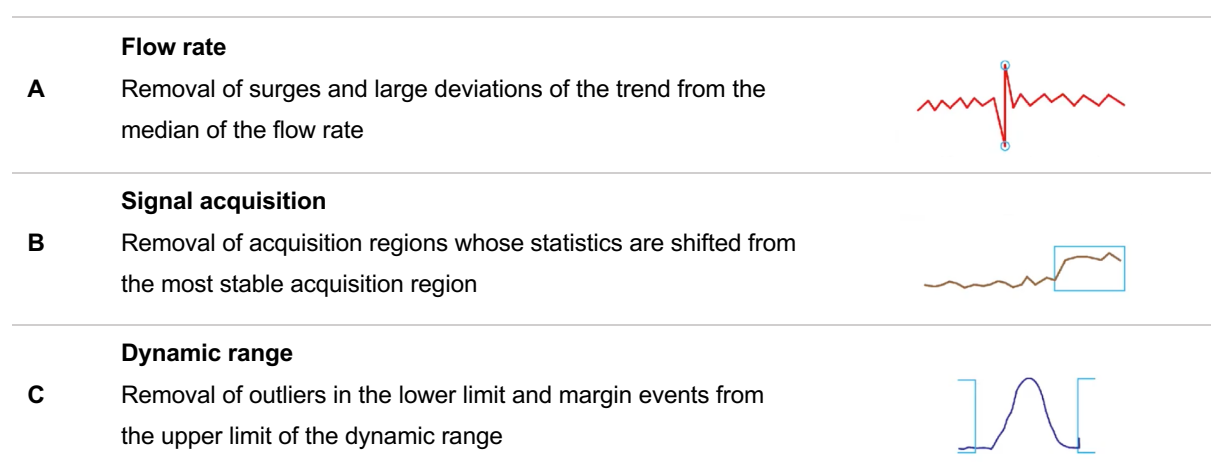 Flow rate
A
Removal of surges and large deviations of the trend from the
median of the flow rate
Signal acquisition
B
Removal of acquisition regions whose statistics are shifted from
the most stable acquisition region
Dynamic range
C
Removal of outliers in the lower limit and margin events from
the upper limit of the dynamic range